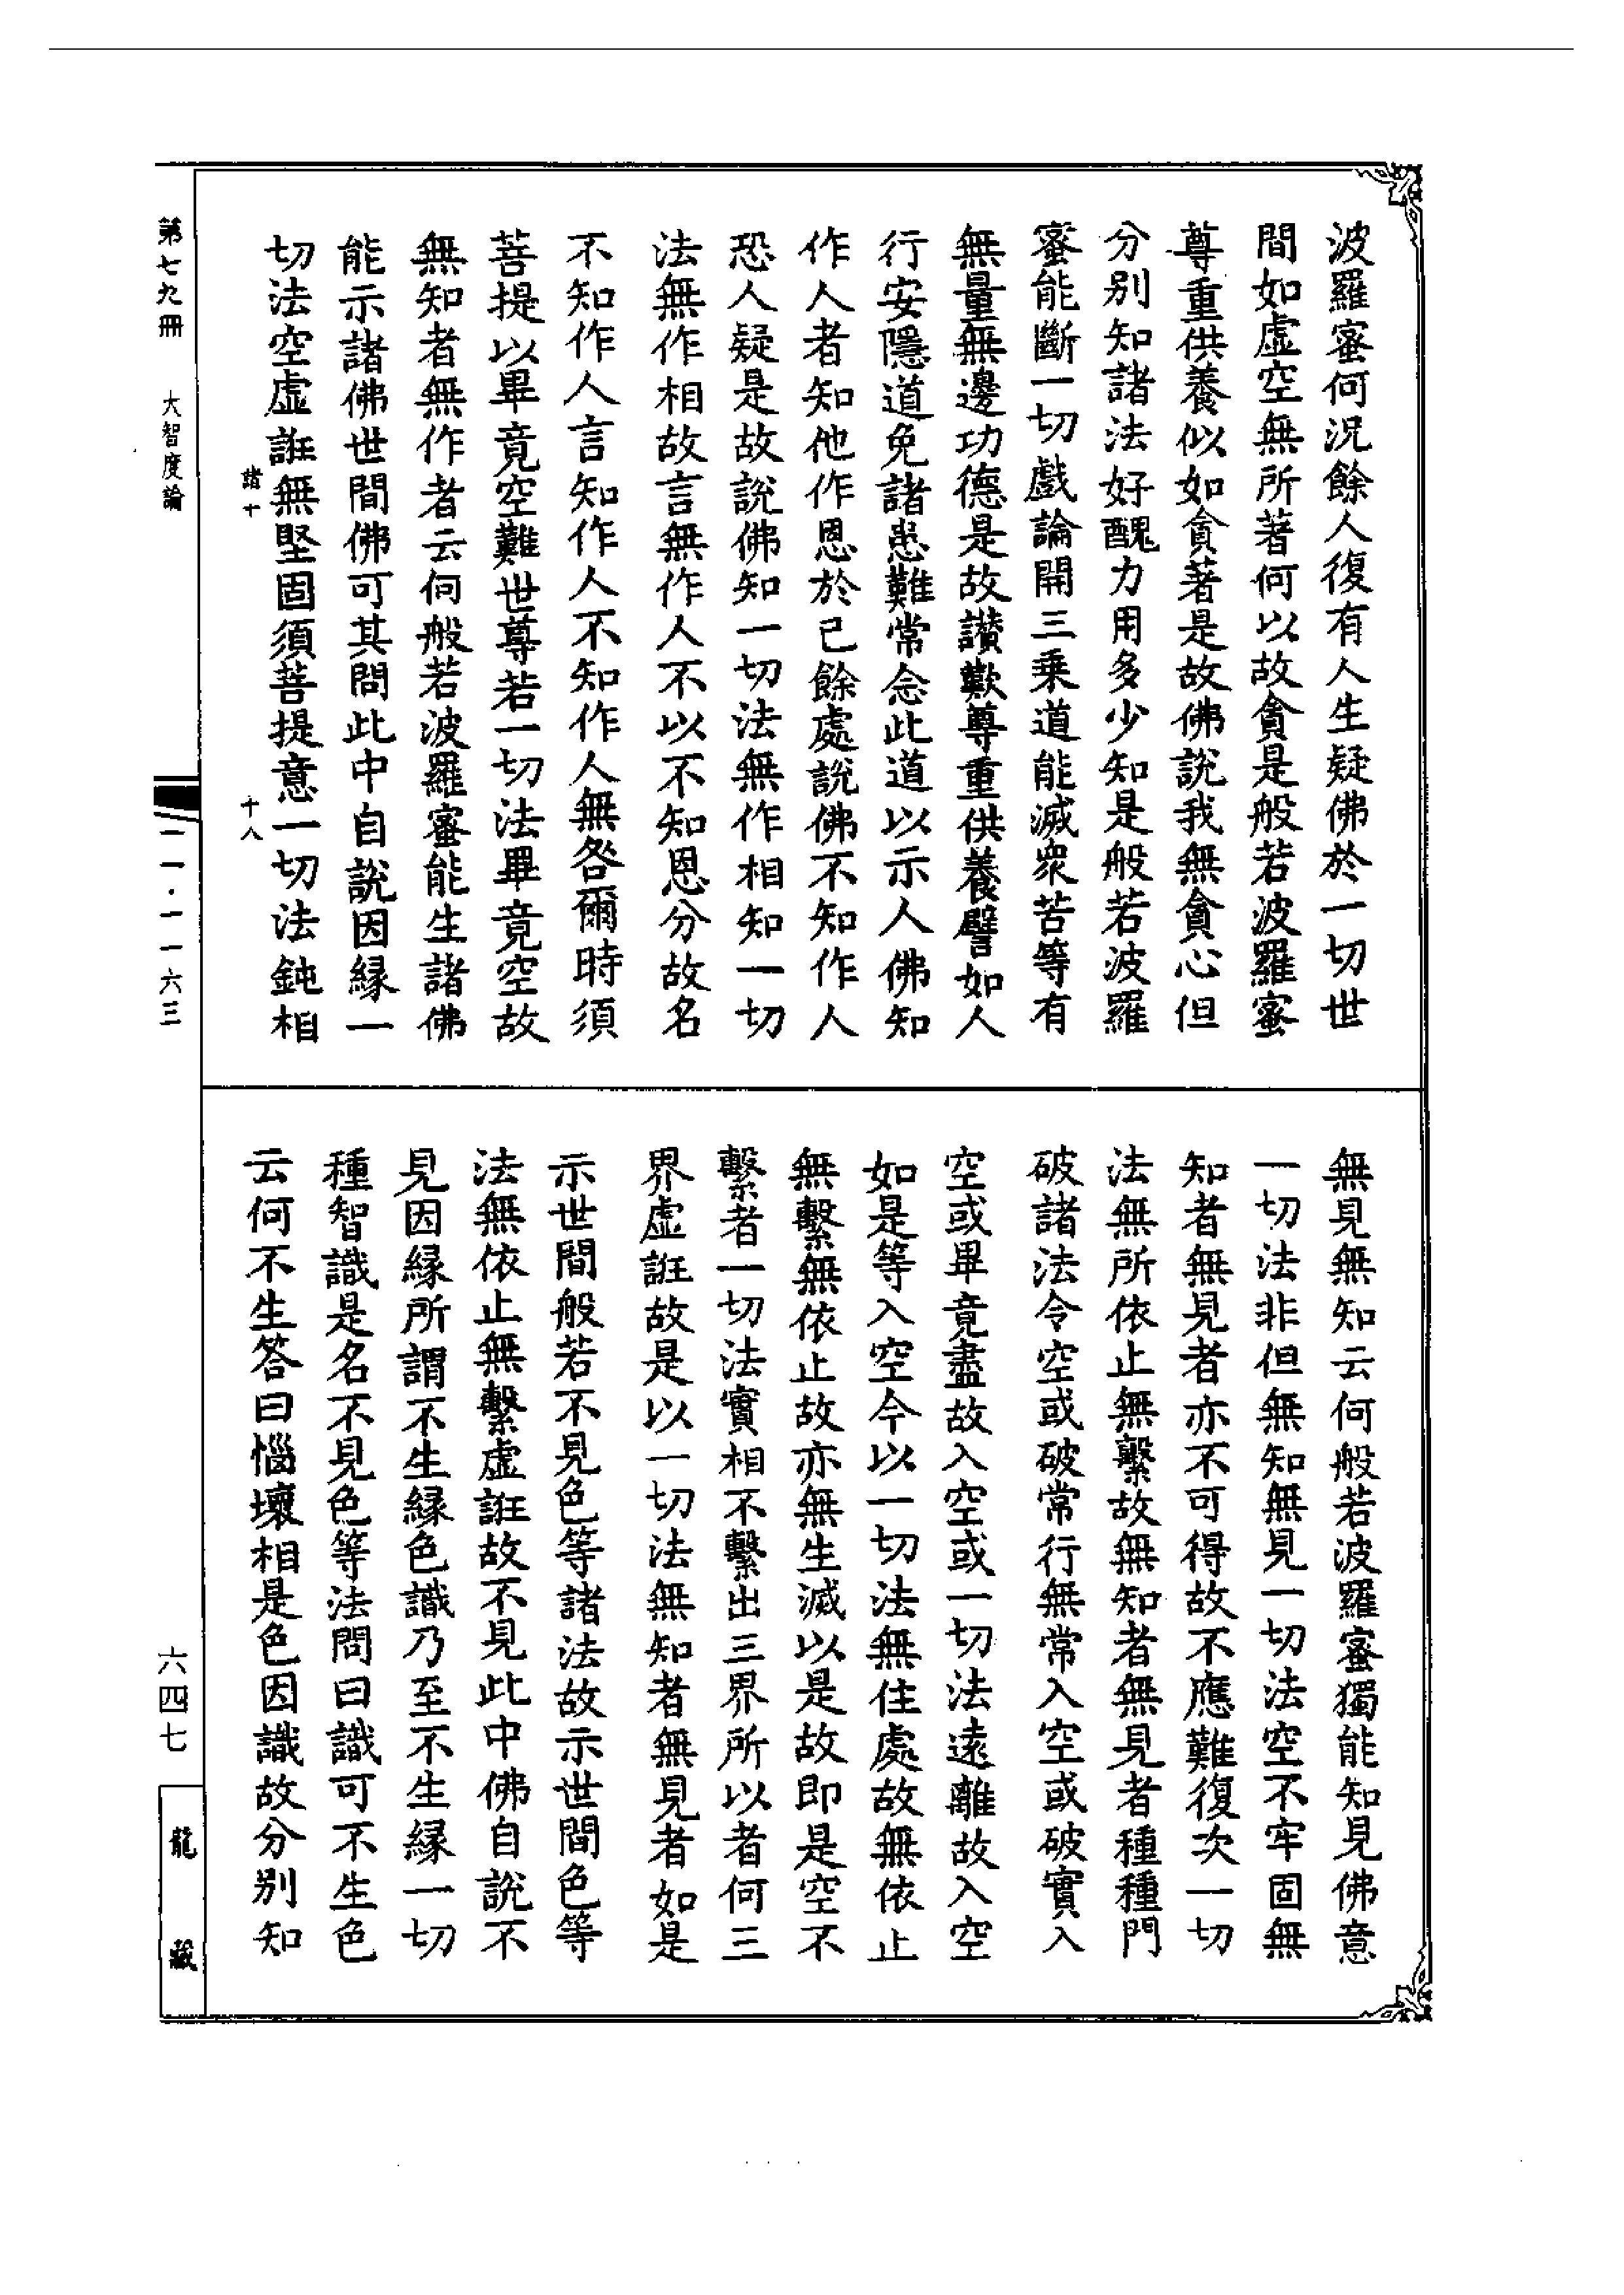 波羅蜜何況餘人復有人生疑佛於一切世
間如虛空無所著何以故貪是般若波羅蜜
尊重供養似如貪著是故佛說我無貪心但
分別知諸法好醜力用多少知是般若波羅
蜜能斷一切戲論開三乘道能滅衆苦等有
無量無邊功德是故讃歎尊重供養譬如人
行安隱道免諸患難常念此道以示人佛知
作人者知他作恩於已餘處說佛不知作人
恐人疑是故說佛知一切法無作相知一切
法無作相故言無作人不以不知恩分故名
不知作人言知作人不知作人無咎爾時須
菩提以畢竟空難世尊若一切法畢竟空故
無知者無作者云何般若波羅蜜能生諸佛
能示諸佛世間佛可其問此中自說因緣一
切法空虛誑無堅固須菩提意一切法鈍相
諸十 十八
無見無知云何般若波羅蜜獨能知見佛意
一切法非但無知無見一切法空不牢固無
知者無見者亦不可得故不應難復次一切
法無所依止無繫故無知者無見者種種門
破諸法令空或破常行無常入空或破實入
空或畢竟盡故入空或一切法遠離故入空
如是等入空今以一切法無住處故無依止
無繫無依止故亦無生滅以是故即是空不
繫者一切法實相不繫出三界所以者何三
界虛誑故是以一切法無知者無見者如是
示世間般若不見色等諸法故示世間色等
法無依止無繫虛誑故不見此中佛自說不
見因緣所謂不生緣色識乃至不生緣一切
種智識是名不見色等法問曰識可不生色
云何不生答曰惱壞相是色因識故分別知
第七九冊 大智度論 一一·一一六三 六四七 龍藏